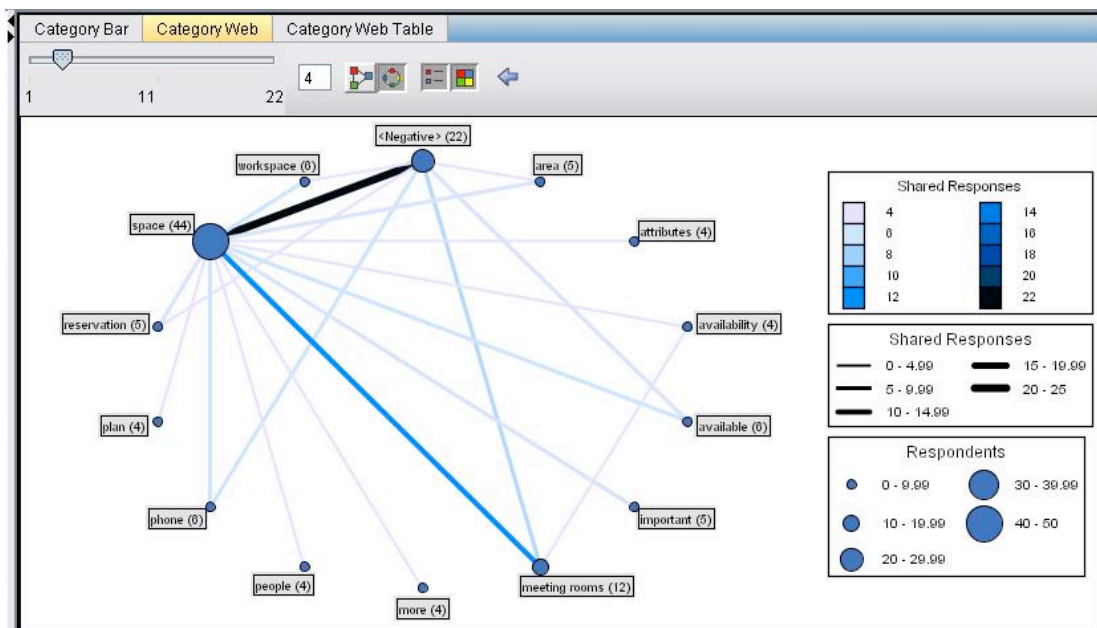 Category Bar Category Web Category Web Table
4
1 11 22
<Negative> (22)
workspace (6) area (5)
space (44)
attributes (4)
reservation (5)
availability (4)
plan (4)
available (6)
phone (6)
important (5)
people (4)
meeting rooms (12)
more (4)
Shared Responses
4 14
6 16
8 18
10 20
12 22
Shared Responses
0 - 4.99 15 - 19.99
5 - 9.99 20 - 25
10 - 14.99
Respondents
0 - 9.99 30 - 39.99
10 - 19.99 40 - 50
20 - 29.99